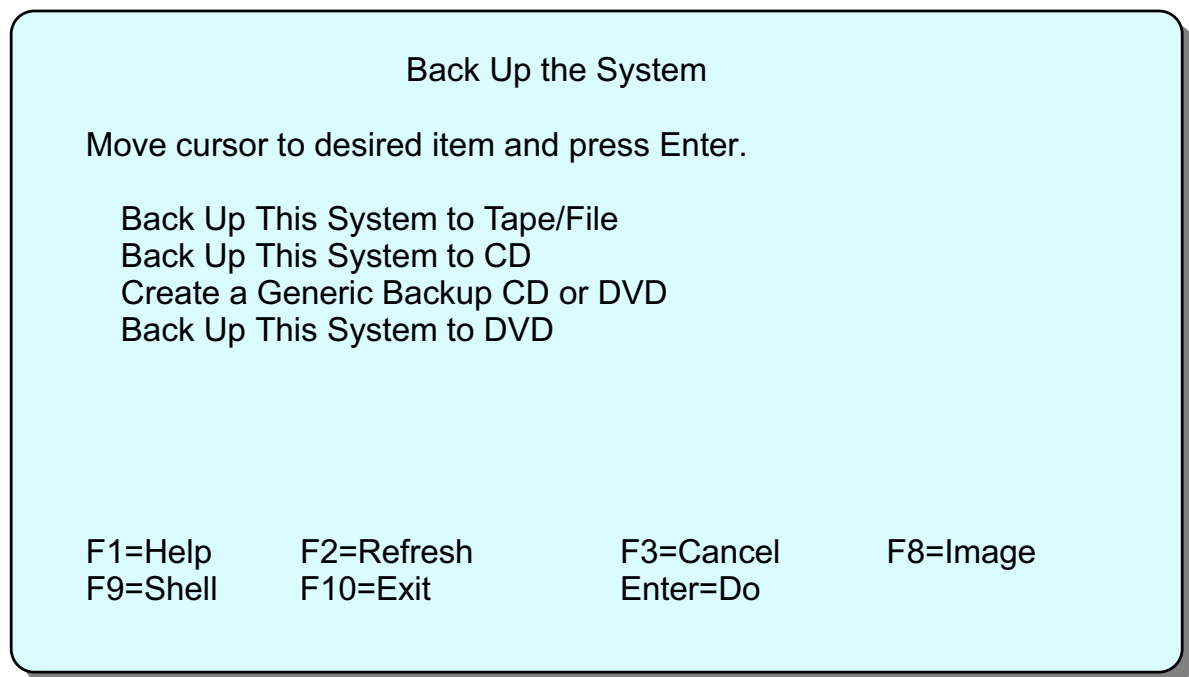 Back Up the System
Move cursor to desired item and press Enter.
Back Up This System to Tape/File
Back Up This System to CD
Create a Generic Backup CD or DVD
Back Up This System to DVD
F1=Help F2=Refresh F3=Cancel F8=Image
F9=Shell F10=Exit Enter=Do